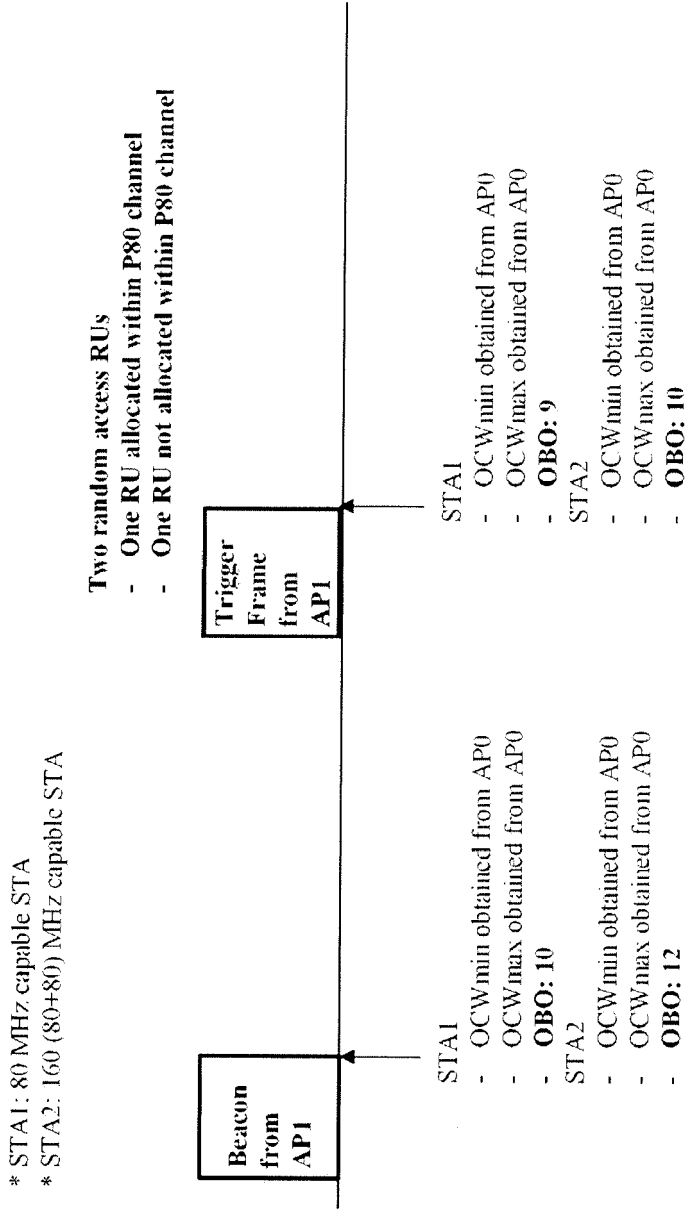 * STA1: 80 MHz capable STA
* STA2: 160 (80+80) MHz capable STA
Two random access RUs
- One RU allocated within P80 channel
- One RU not allocated within P80 channel
Beacon
from
AP1
Trigger
Frame
from
AP1
STA1
- OCWmin obtained from AP0
- OCWmax obtained from AP0
- OBO: 10
STA2
- OCWmin obtained from AP0
- OCWmax obtained from AP0
- OBO: 12
STA1
- OCWmin obtained from AP0
- OCWmax obtained from AP0
- OBO: 9
STA2
- OCWmin obtained from AP0
- OCWmax obtained from AP0
- OBO: 10